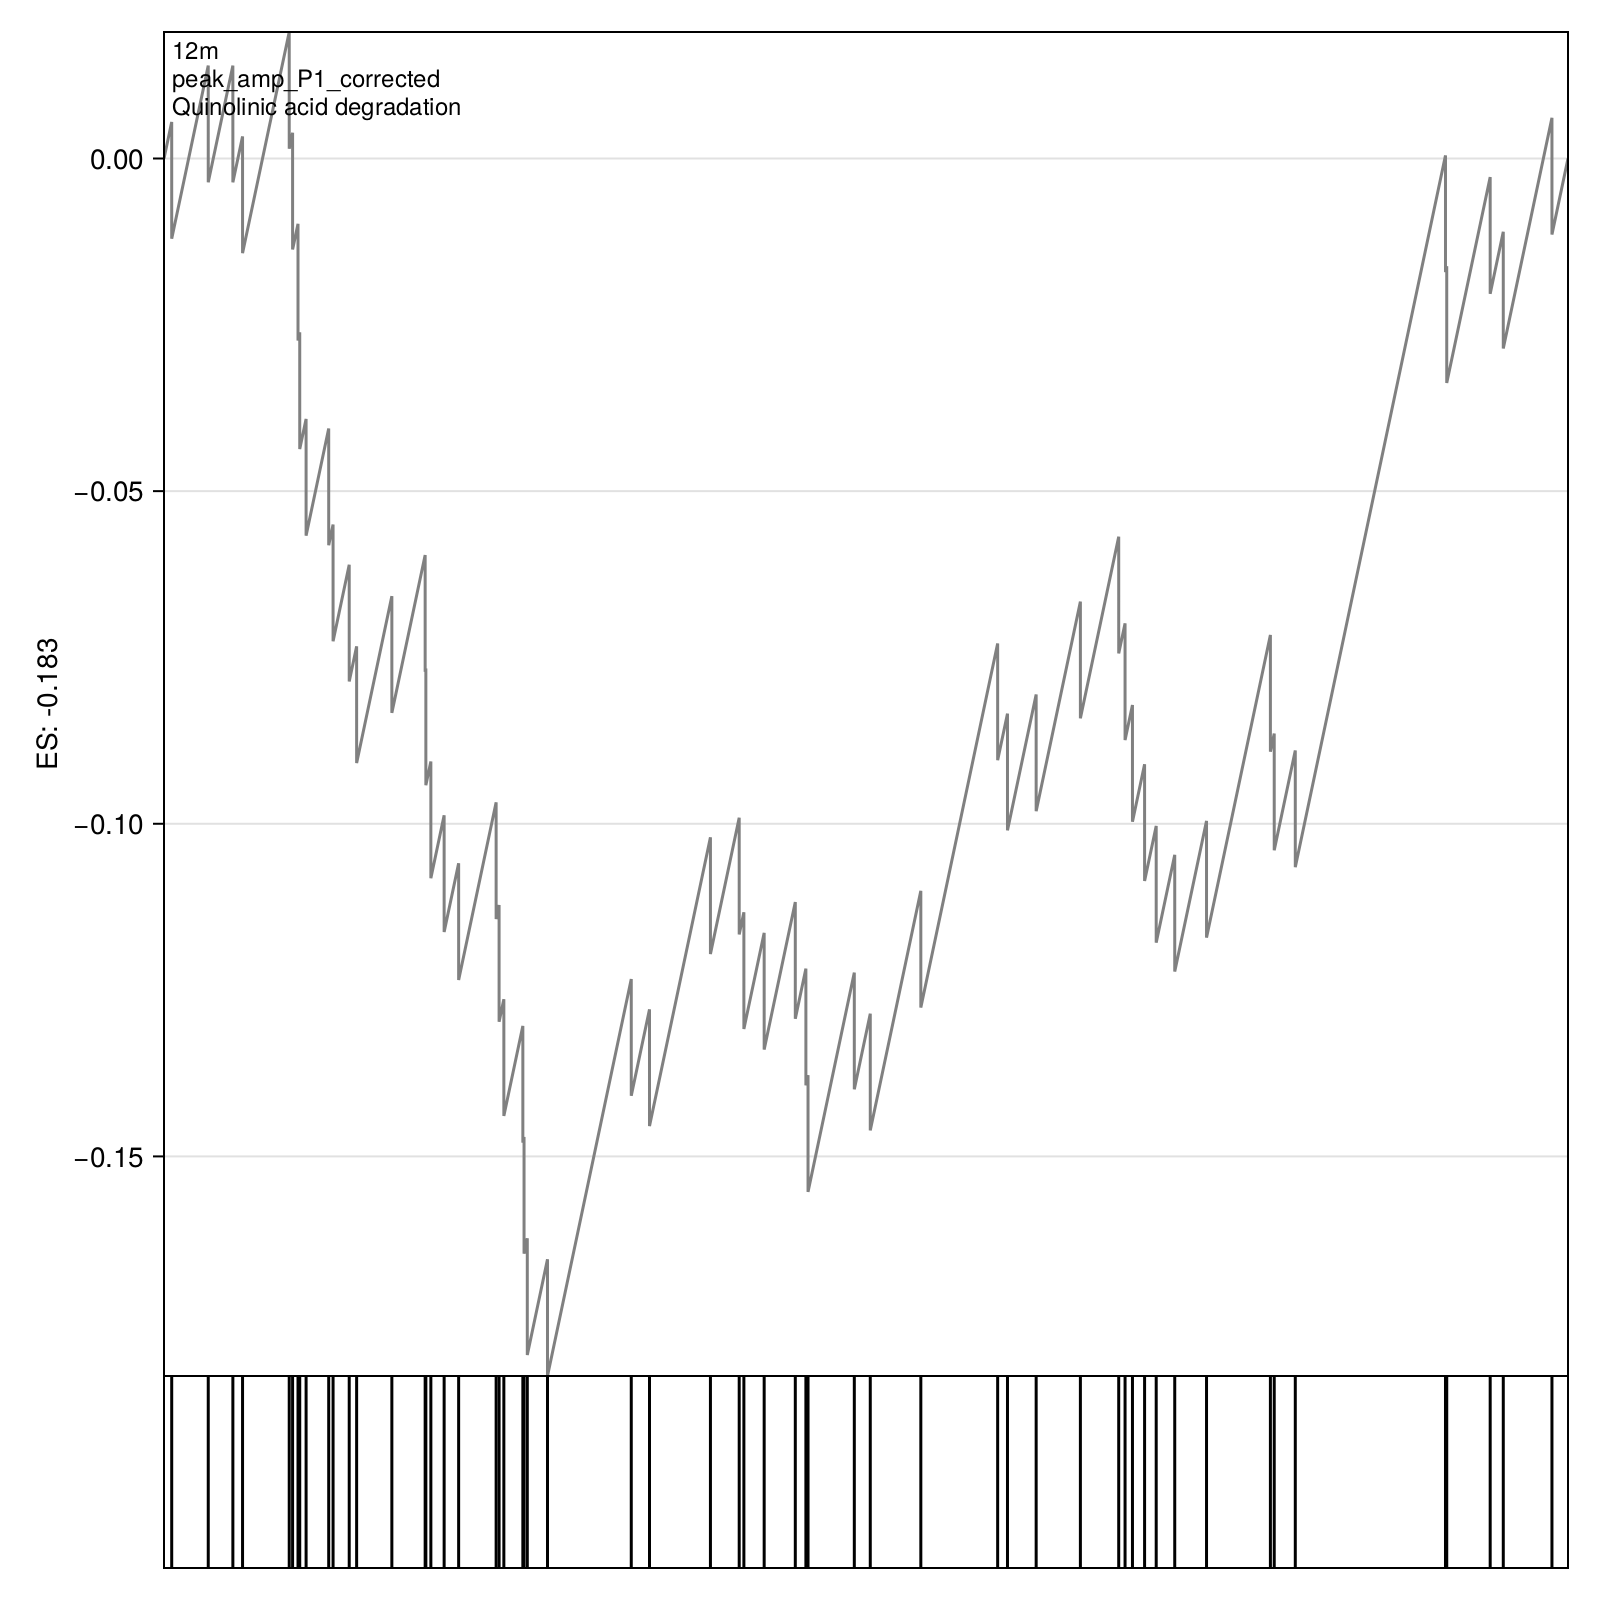 12m
peak_amp_P1_corrected
Quinolinic acid degradation
0.00
−0.05
−0.10
−0.15
ES: -0.183